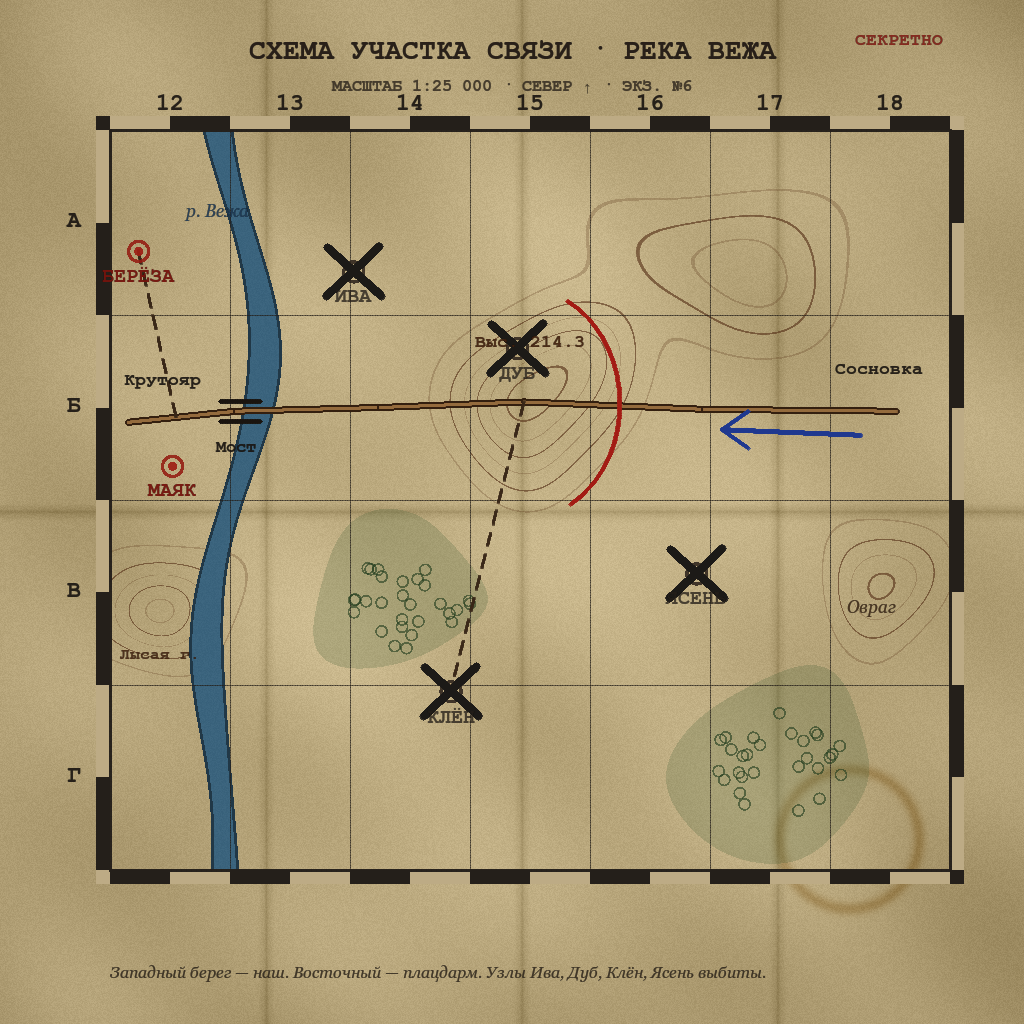 СХЕМА УЧАСТКА СВЯЗИ · РЕКА ВЕЖА
СЕКРЕТНО
МАСШТАБ 1:25 000 · СЕВЕР ↑ · ЭКЗ. №6
12 13 14 15 16 17 18
А
р. Вежа
БЕРЁЗА
ИВА
Выс. 214.3
ДУБ
Сосновка
Крутояр
Б
Мост
МАЯК
В
ЯСЕНЬ
Овраг
Лысая г.
КЛЁН
Г
Западный берег — наш. Восточный — плацдарм. Узлы Ива, Дуб, Клён, Ясень выбиты.